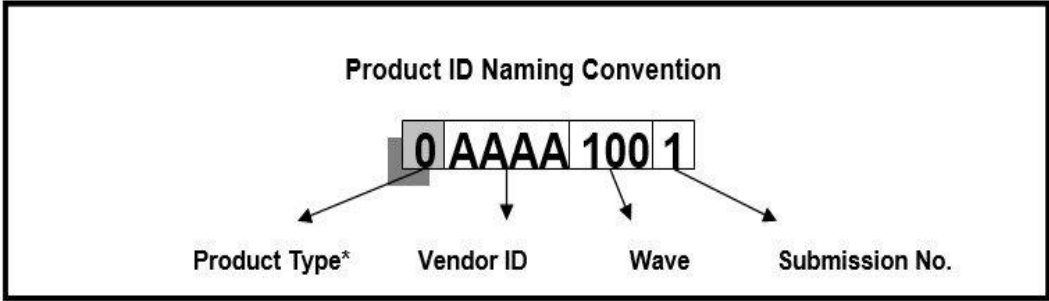 Product ID Naming Convention
0 AAAA 100 1
Product Type* Vendor ID Wave Submission No.